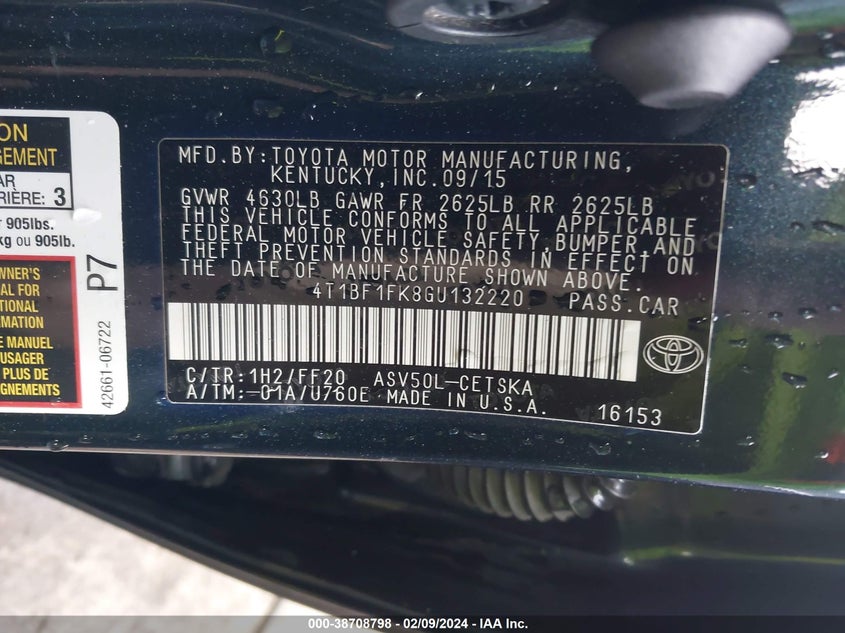 ON
GEMENT
AR
RIÈRE: 3
905lbs.
kg ou 905lb.
WNER'S
AL FOR
TIONAL
RMATION
E MANUEL
USAGER
PLUS DE
IGNEMENTS
P7
42661-06722
MFD.BY:TOYOTA MOTOR MANUFACTURING,
KENTUCKY,INC.09/15
GVWR 4630LB GAWR FR 2625LB RR 2625LB
THIS VEHICLE CONFORMS TO ALL APPLICABLE
FEDERAL MOTOR VEHICLE SAFETY,BUMPER,AND
THEFT PREVENTION STANDARDS IN EFFECT ON
THE DATE OF MANUFACTURE SHOWN ABOVE.
4T1BF1FK8GU132220 PASS.CAR
C/TR:1H2/FF20 ASV50L-CETSKA
A/TM:-01A/U760E MADE IN U.S.A. 16153
000-38708798 - 02/09/2024 - IAA Inc.